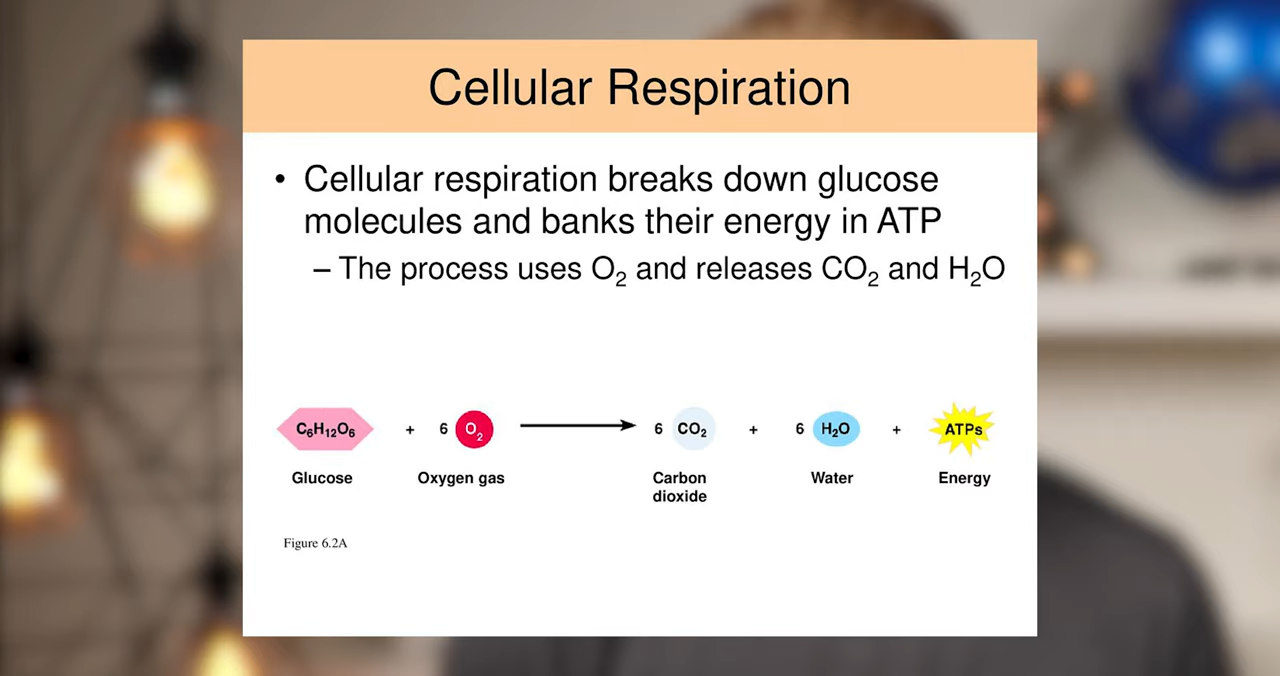 Cellular Respiration
• Cellular respiration breaks down glucose
molecules and banks their energy in ATP
– The process uses O₂ and releases CO₂ and H₂O
C₆H₁₂O₆ + 6 O₂ → 6 CO₂ + 6 H₂O + ATPs
Glucose Oxygen gas Carbon dioxide Water Energy
Figure 6.2A